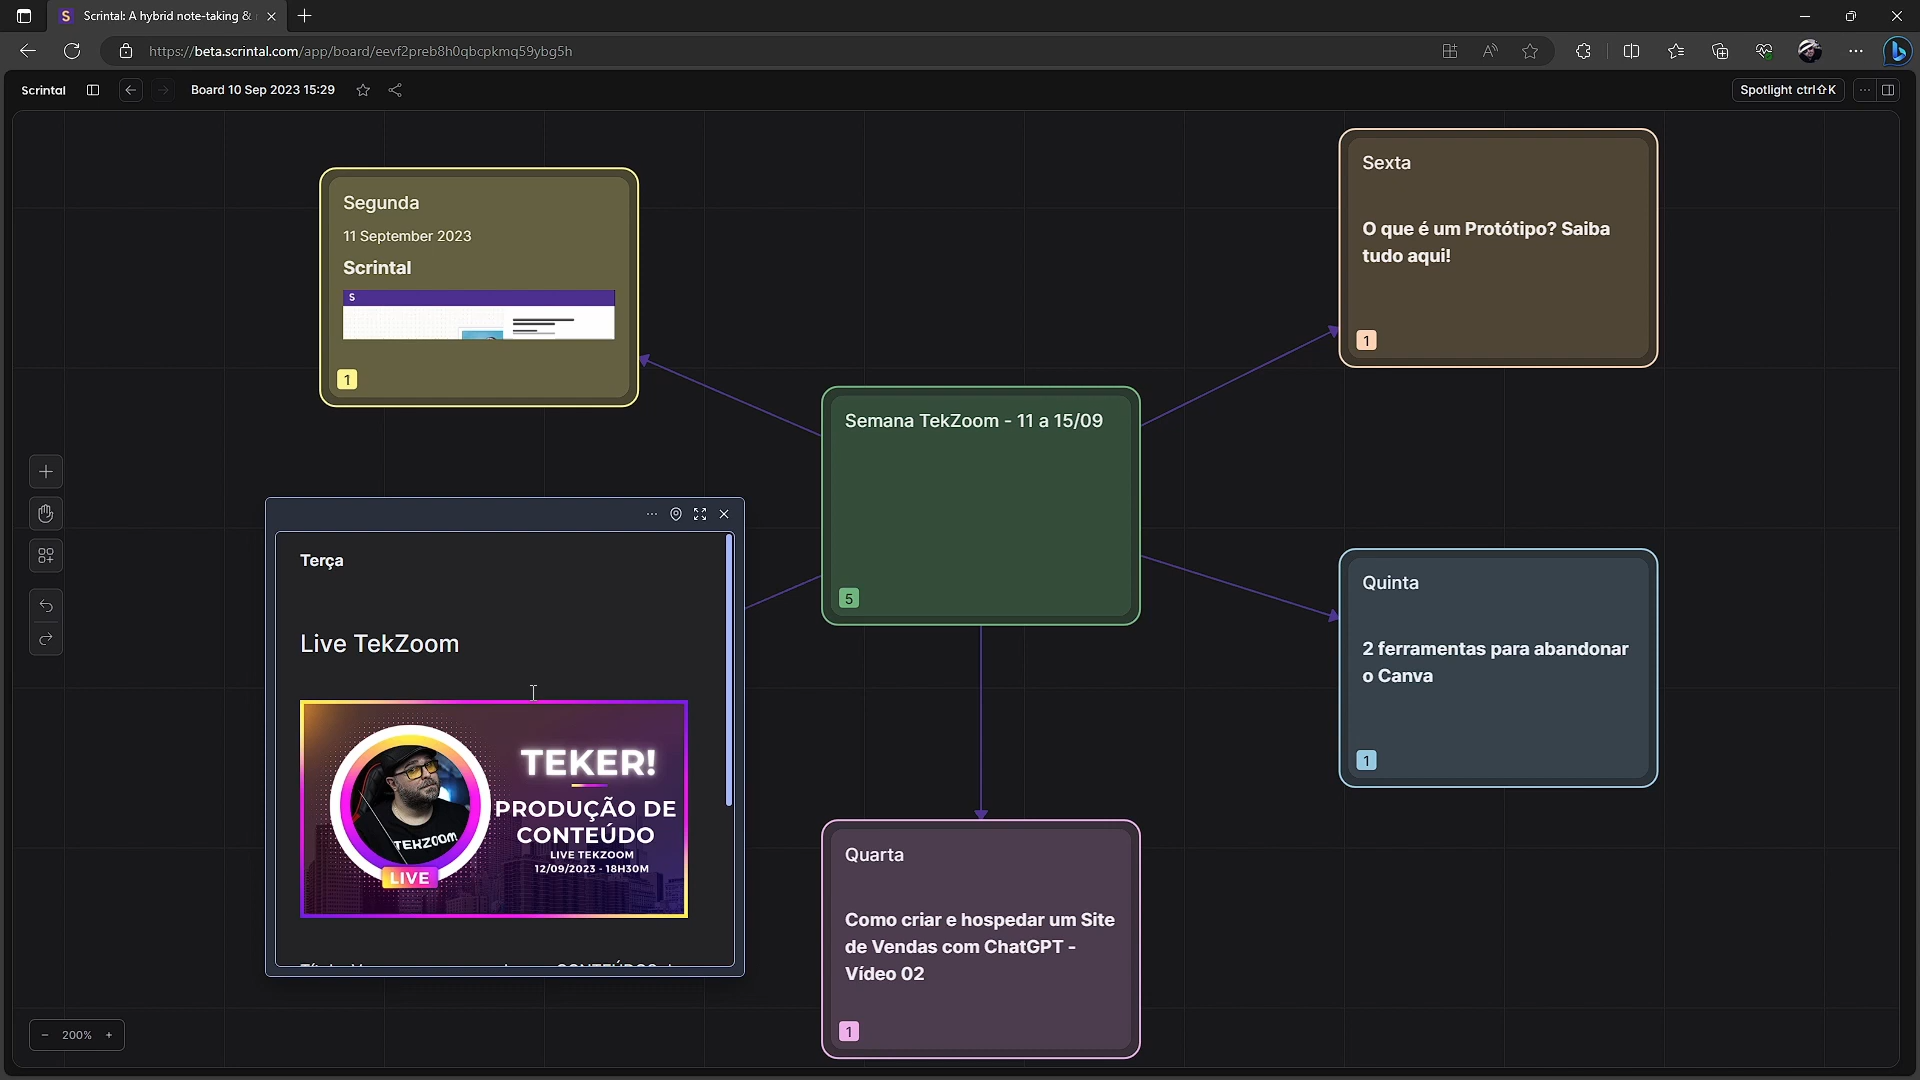 Scrintal: A hybrid note-taking &
https://beta.scrintal.com/app/board/eevf2preb8h0qbcpkmq59ybg5h
Scrintal
Board 10 Sep 2023 15:29
Spotlight ctrl⇧K
Segunda
11 September 2023
Scrintal
S
1
Sexta
O que é um Protótipo? Saiba
tudo aqui!
1
Semana TekZoom - 11 a 15/09
5
Terça
Live TekZoom
TEKER!
PRODUÇÃO DE
CONTEÚDO
LIVE TEKZOOM
12/09/2023 - 18H30M
TEKZOOM
LIVE
Quinta
2 ferramentas para abandonar
o Canva
1
Quarta
Como criar e hospedar um Site
de Vendas com ChatGPT -
Vídeo 02
1
200%